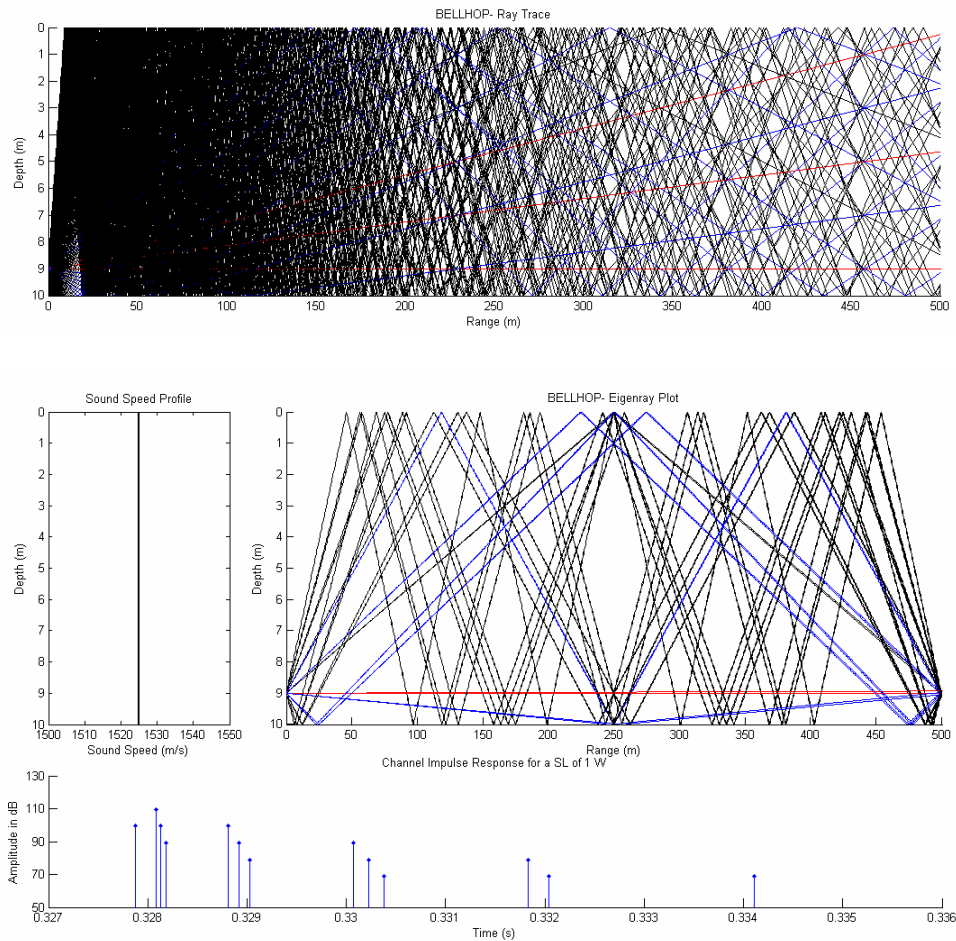 BELLHOP- Ray Trace
Depth (m)
0
1
2
3
4
5
6
7
8
9
10
0 50 100 150 200 250 300 350 400 450 500
Range (m)
Sound Speed Profile
Depth (m)
0
1
2
3
4
5
6
7
8
9
10
1500 1510 1520 1530 1540 1550
Sound Speed (m/s)
BELLHOP- Eigenray Plot
Depth (m)
0
1
2
3
4
5
6
7
8
9
10
0 50 100 150 200 250 300 350 400 450 500
Range (m)
Channel Impulse Response for a SL of 1 W
Amplitude in dB
130
110
90
70
50
0.327 0.328 0.329 0.33 0.331 0.332 0.333 0.334 0.335 0.336
Time (s)